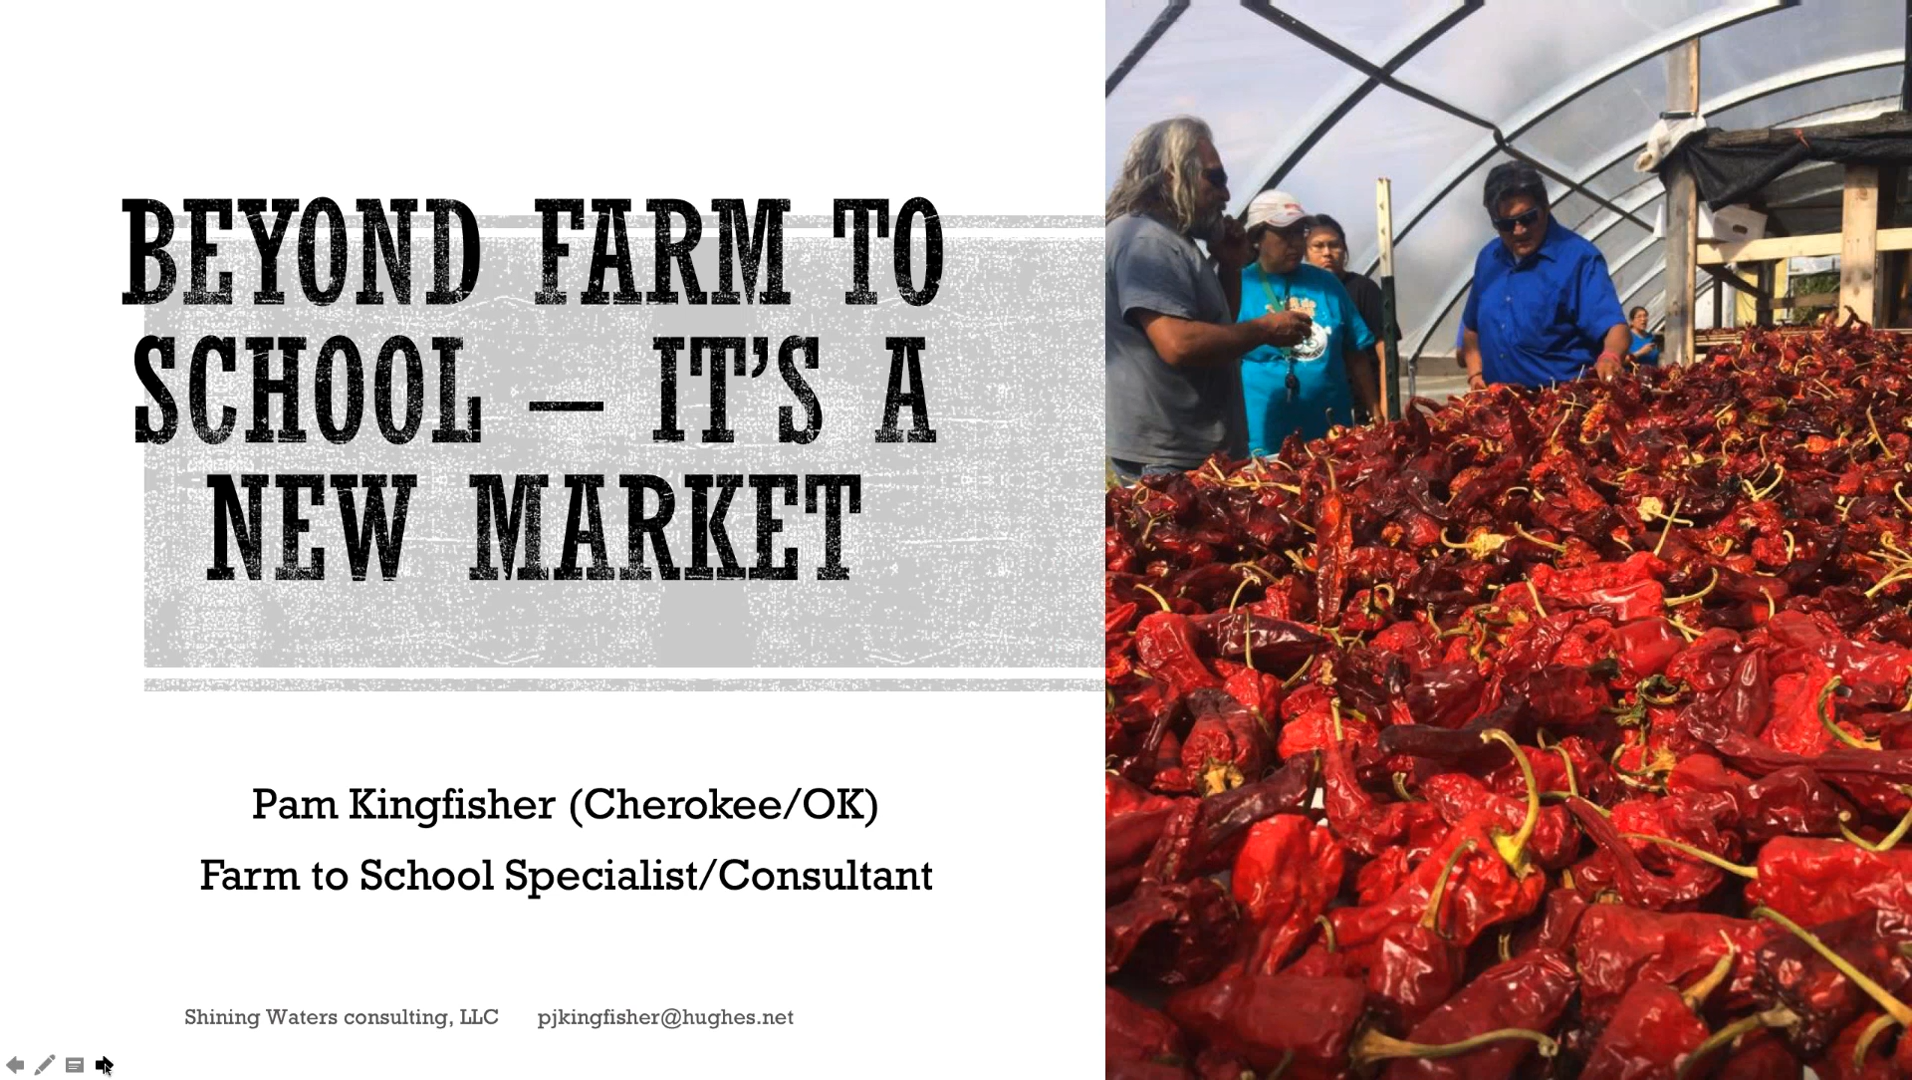 BEYOND FARM TO
SCHOOL – IT’S A
NEW MARKET
Pam Kingfisher (Cherokee/OK)
Farm to School Specialist/Consultant
Shining Waters consulting, LLC pjkingfisher@hughes.net